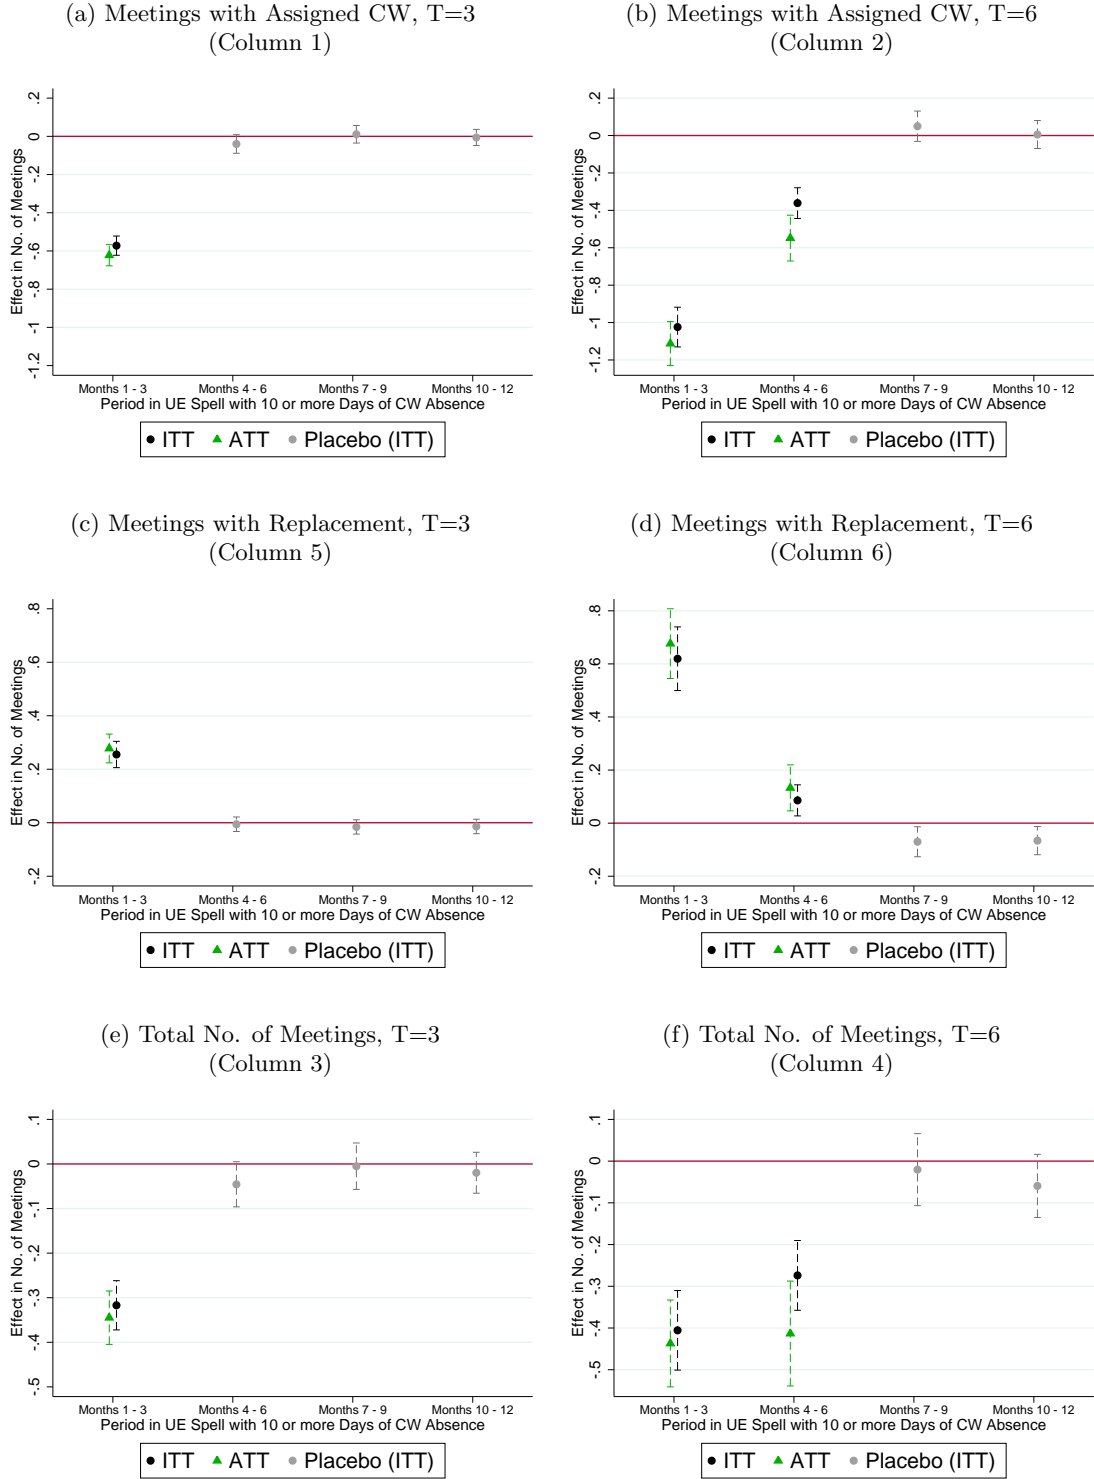 (a) Meetings with Assigned CW, T=3
(Column 1)
Effect in No. of Meetings
.2
0
-.2
-.4
-.6
-.8
-1
-1.2
Months 1 - 3 Months 4 - 6 Months 7 - 9 Months 10 - 12
Period in UE Spell with 10 or more Days of CW Absence
ITT ATT Placebo (ITT)
(b) Meetings with Assigned CW, T=6
(Column 2)
Effect in No. of Meetings
.2
0
-.2
-.4
-.6
-.8
-1
-1.2
Months 1 - 3 Months 4 - 6 Months 7 - 9 Months 10 - 12
Period in UE Spell with 10 or more Days of CW Absence
ITT ATT Placebo (ITT)
(c) Meetings with Replacement, T=3
(Column 5)
Effect in No. of Meetings
.8
.6
.4
.2
0
-.2
Months 1 - 3 Months 4 - 6 Months 7 - 9 Months 10 - 12
Period in UE Spell with 10 or more Days of CW Absence
ITT ATT Placebo (ITT)
(d) Meetings with Replacement, T=6
(Column 6)
Effect in No. of Meetings
.8
.6
.4
.2
0
-.2
Months 1 - 3 Months 4 - 6 Months 7 - 9 Months 10 - 12
Period in UE Spell with 10 or more Days of CW Absence
ITT ATT Placebo (ITT)
(e) Total No. of Meetings, T=3
(Column 3)
Effect in No. of Meetings
.1
0
-.1
-.2
-.3
-.4
-.5
Months 1 - 3 Months 4 - 6 Months 7 - 9 Months 10 - 12
Period in UE Spell with 10 or more Days of CW Absence
ITT ATT Placebo (ITT)
(f) Total No. of Meetings, T=6
(Column 4)
Effect in No. of Meetings
.1
0
-.1
-.2
-.3
-.4
-.5
Months 1 - 3 Months 4 - 6 Months 7 - 9 Months 10 - 12
Period in UE Spell with 10 or more Days of CW Absence
ITT ATT Placebo (ITT)